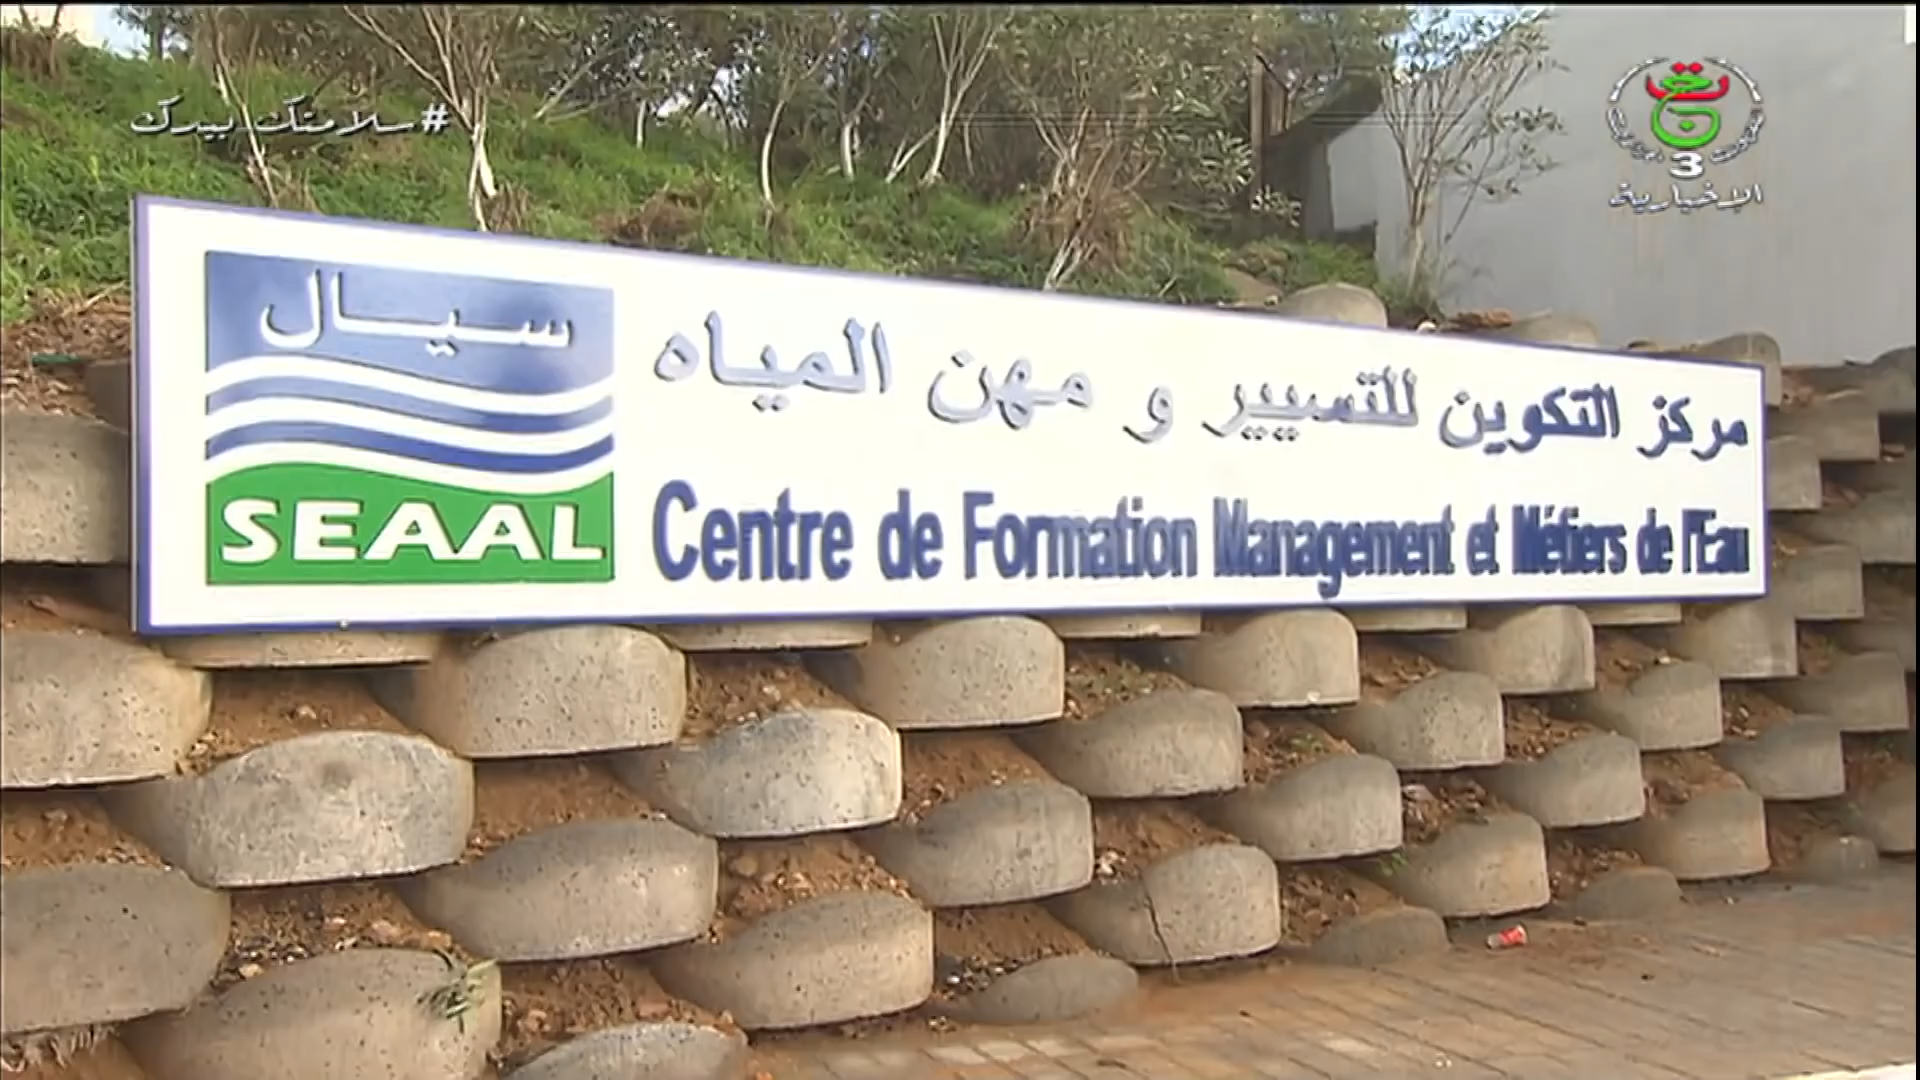 #سلامتك بيدك
3
الإخبارية
سيال
SEAAL
مركز التكوين للتسيير و مهن المياه
Centre de Formation Management et Métiers de l'Eau